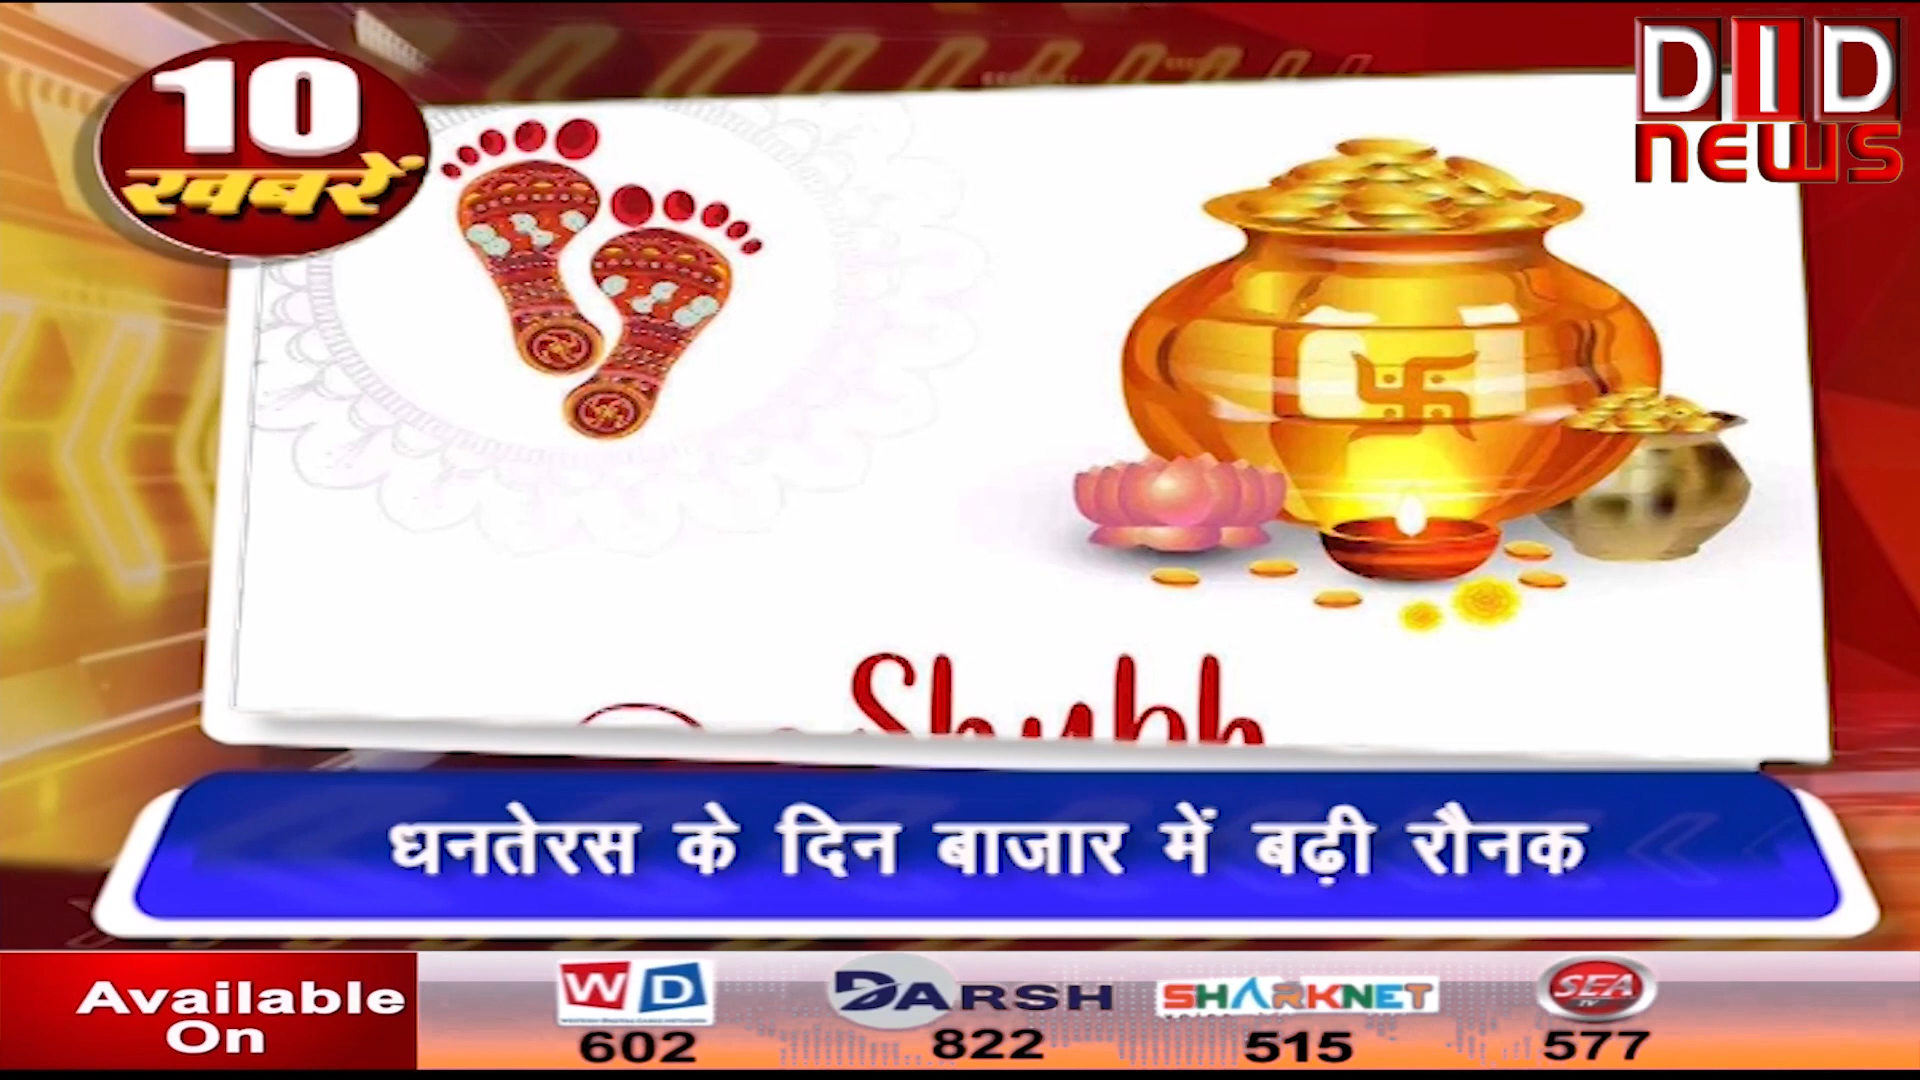 10
खबरें
DID
NEWS
Shubh
धनतेरस के दिन बाजार में बढ़ी रौनक
Available
On
WD
DARSH
SHARKNET
SEA
TV
602
822
515
577